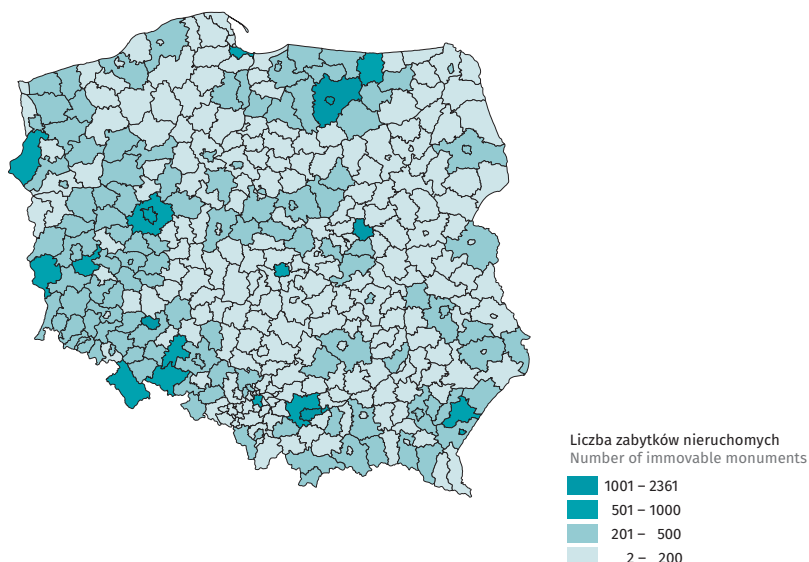 Liczba zabytków nieruchomych
Number of immovable monuments
1001 – 2361
501 – 1000
201 – 500
2 – 200